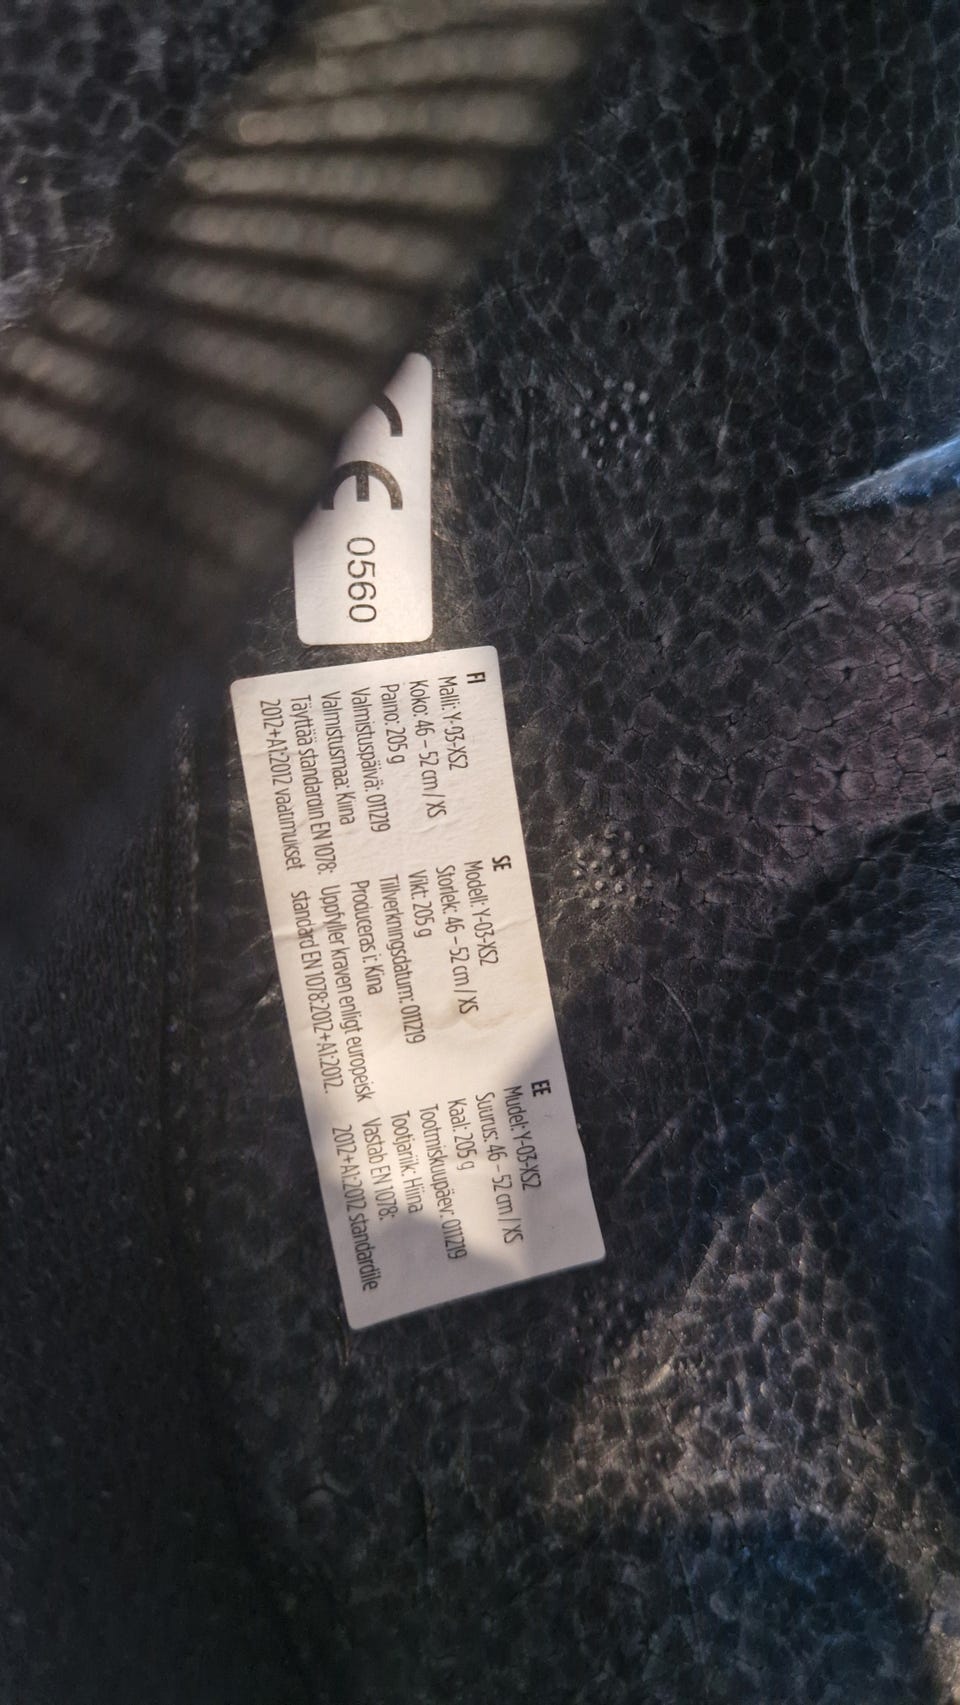 CE
0560
FI
Malli: Y-03-XS2
Koko: 46 – 52 cm / XS
Paino: 205 g
Valmistuspäivä: 011219
Valmistusmaa: Kiina
Täyttää standardin EN 1078:
2012+A1:2012 vaatimukset
SE
Modell: Y-03-XS2
Storlek: 46 – 52 cm / XS
Vikt: 205 g
Tillverkningsdatum: 011219
Produceras i: Kina
Uppfyller kraven enligt europeisk
standard EN 1078:2012+A1:2012.
EE
Mudel: Y-03-XS2
Suurus: 46 – 52 cm / XS
Kaal: 205 g
Tootmiskuupäev: 011219
Tootjariik: Hiina
Vastab EN 1078:
2012+A1:2012 standardile